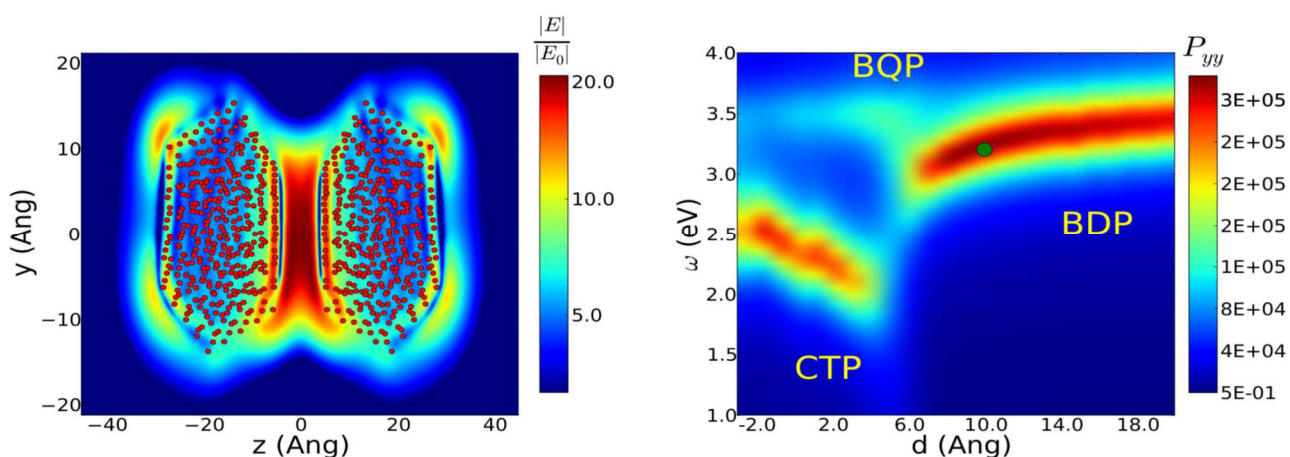 |E|
|E₀|
20.0
10.0
5.0
20
10
0
−10
−20
−40
−20
0
20
40
y (Ang)
z (Ang)
4.0
3.5
3.0
2.5
2.0
1.5
1.0
-2.0
2.0
6.0
10.0
14.0
18.0
ω (eV)
d (Ang)
BQP
BDP
CTP
Pyy
3E+05
2E+05
2E+05
1E+05
8E+04
4E+04
5E-01